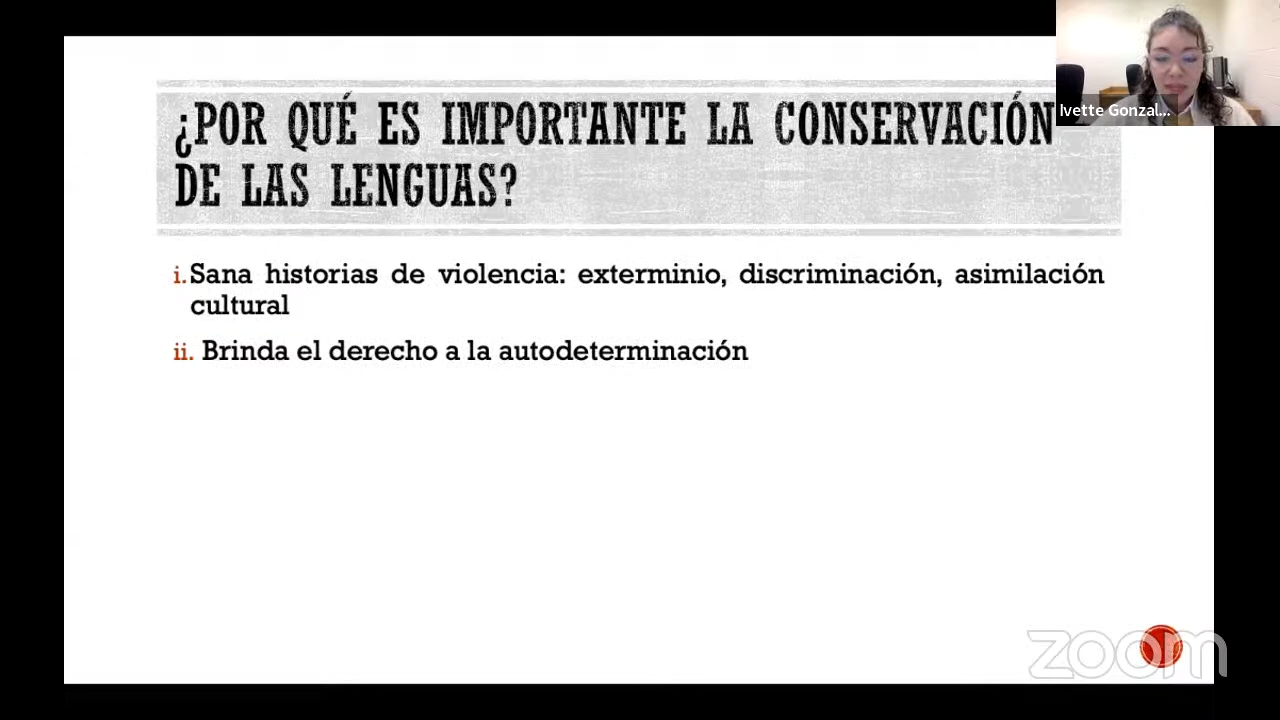 ¿POR QUÉ ES IMPORTANTE LA CONSERVACIÓN
DE LAS LENGUAS?
Ivette Gonzal...
i. Sana historias de violencia: exterminio, discriminación, asimilación
cultural
ii. Brinda el derecho a la autodeterminación
zoom